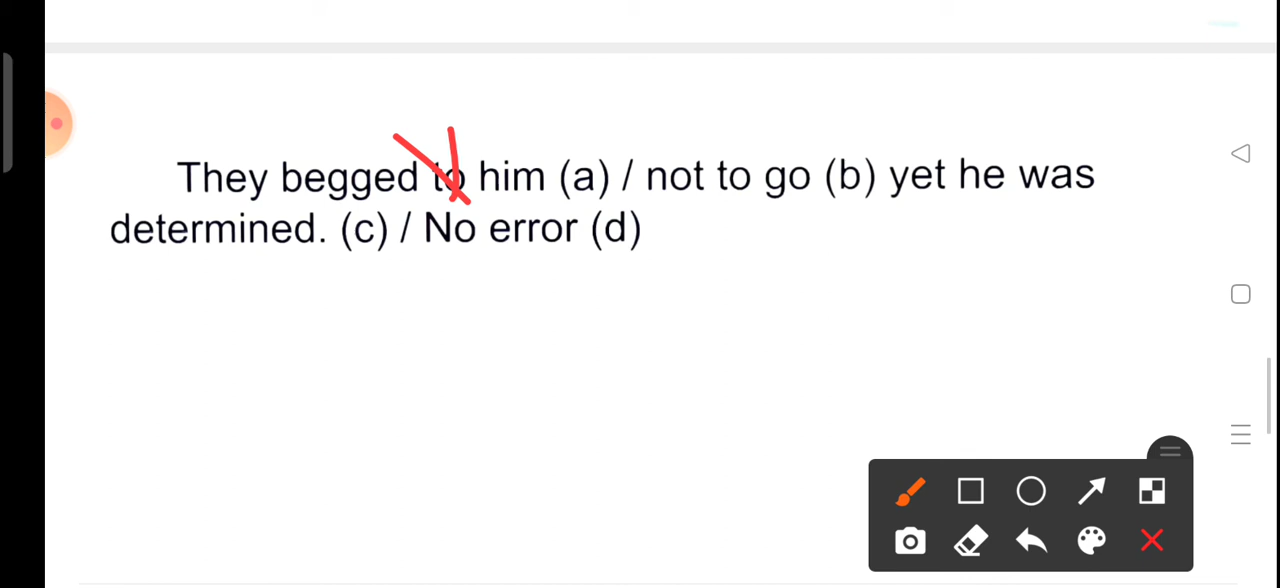 They begged to him (a) / not to go (b) yet he was
determined. (c) / No error (d)